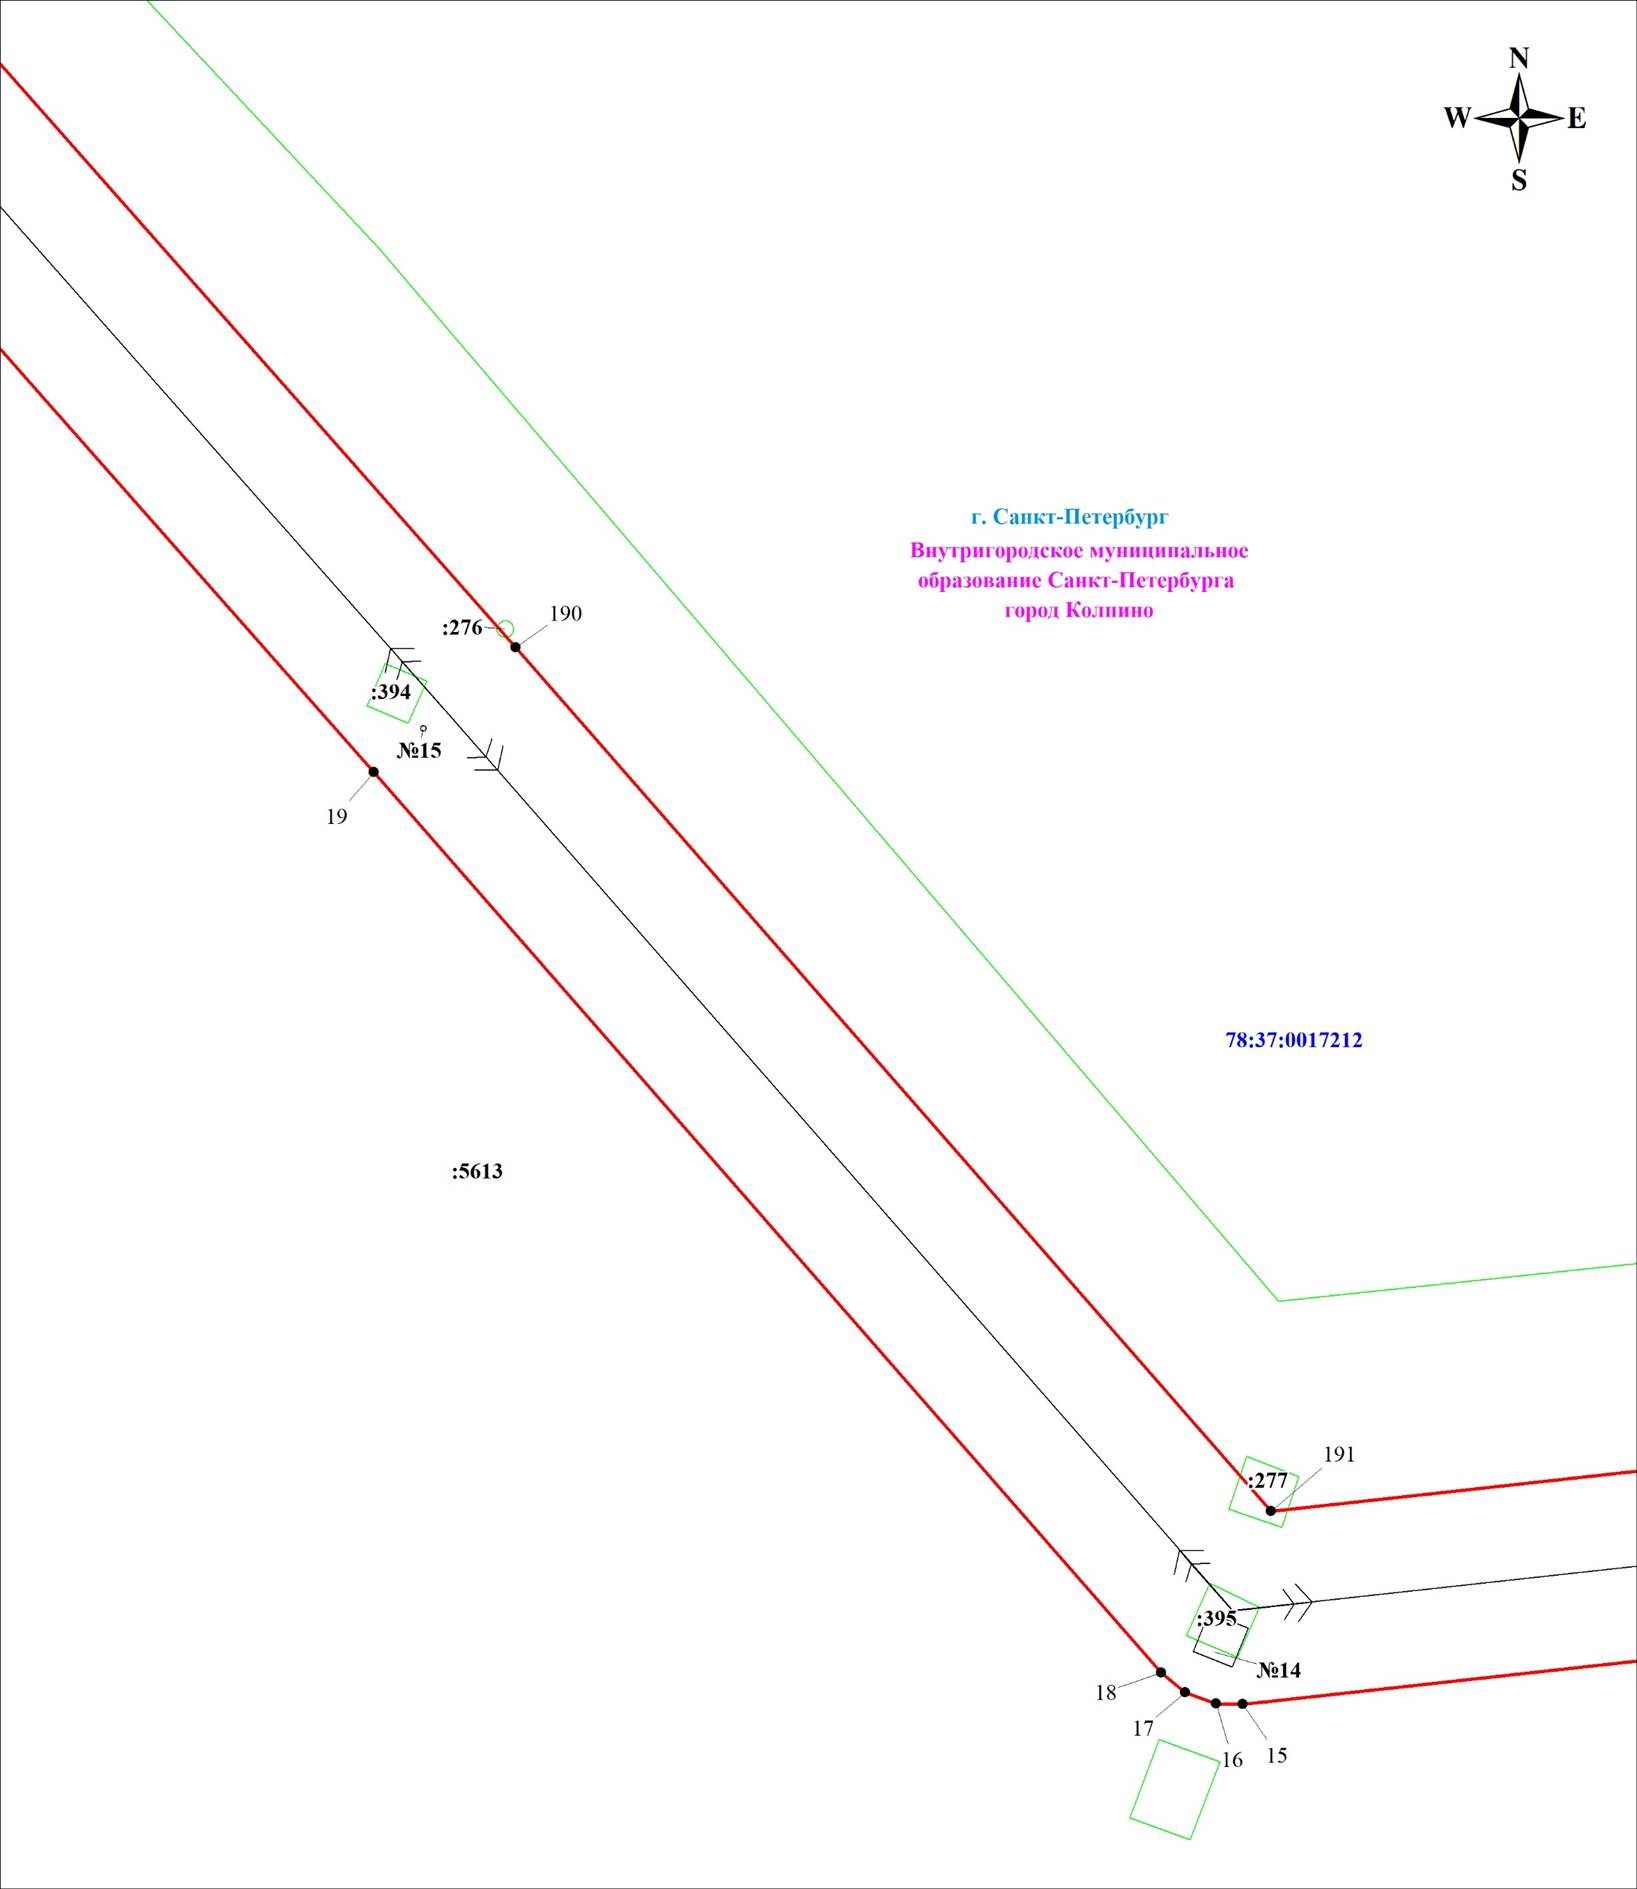 N
W E
S
г. Санкт-Петербург
Внутригородское муниципальное
образование Санкт-Петербурга
город Колпино
190
:276
:394
№15
19
78:37:0017212
:5613
191
:277
:395
№14
18
17
16
15